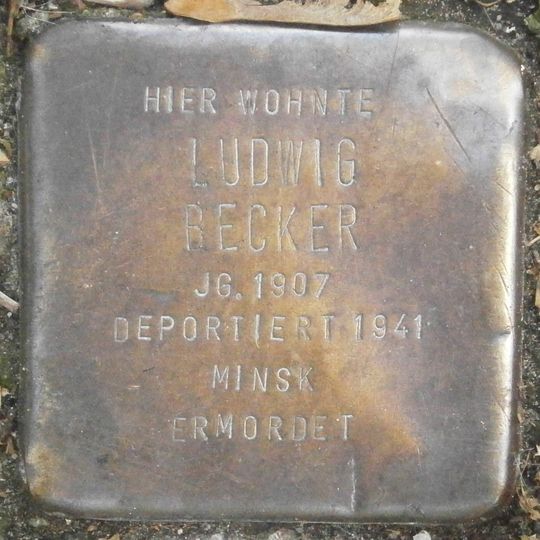 HIER WOHNTE
LUDWIG
BECKER
JG. 1907
DEPORTIERT 1941
MINSK
ERMORDET